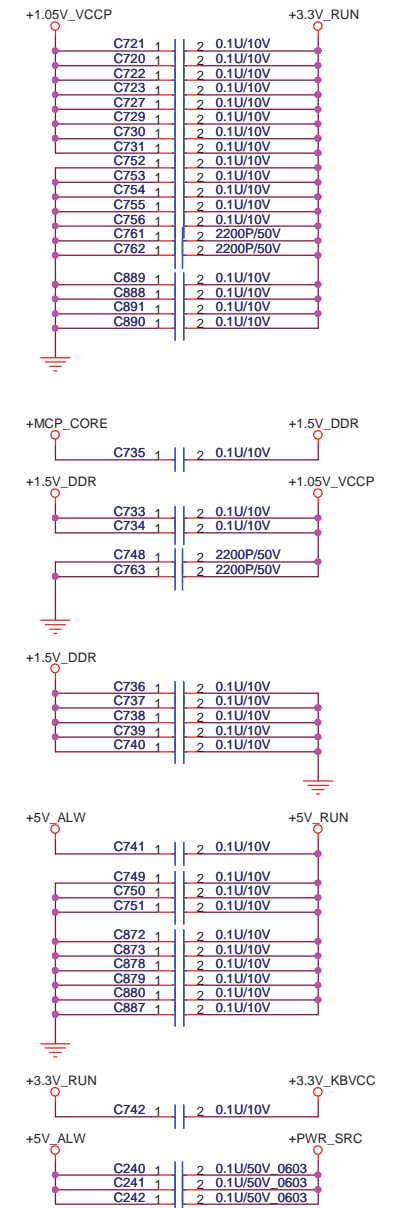 +1.05V_VCCP +3.3V_RUN
C721 1 2 0.1U/10V
C720 1 2 0.1U/10V
C722 1 2 0.1U/10V
C723 1 2 0.1U/10V
C727 1 2 0.1U/10V
C729 1 2 0.1U/10V
C730 1 2 0.1U/10V
C731 1 2 0.1U/10V
C752 1 2 0.1U/10V
C753 1 2 0.1U/10V
C754 1 2 0.1U/10V
C755 1 2 0.1U/10V
C756 1 2 0.1U/10V
C761 1 2 2200P/50V
C762 1 2 2200P/50V
C889 1 2 0.1U/10V
C888 1 2 0.1U/10V
C891 1 2 0.1U/10V
C890 1 2 0.1U/10V
+MCP_CORE +1.5V_DDR
C735 1 2 0.1U/10V
+1.5V_DDR +1.05V_VCCP
C733 1 2 0.1U/10V
C734 1 2 0.1U/10V
C748 1 2 2200P/50V
C763 1 2 2200P/50V
+1.5V_DDR
C736 1 2 0.1U/10V
C737 1 2 0.1U/10V
C738 1 2 0.1U/10V
C739 1 2 0.1U/10V
C740 1 2 0.1U/10V
+5V_ALW +5V_RUN
C741 1 2 0.1U/10V
C749 1 2 0.1U/10V
C750 1 2 0.1U/10V
C751 1 2 0.1U/10V
C872 1 2 0.1U/10V
C873 1 2 0.1U/10V
C878 1 2 0.1U/10V
C879 1 2 0.1U/10V
C880 1 2 0.1U/10V
C887 1 2 0.1U/10V
+3.3V_RUN +3.3V_KBVCC
C742 1 2 0.1U/10V
+5V_ALW +PWR_SRC
C240 1 2 0.1U/50V_0603
C241 1 2 0.1U/50V_0603
C242 1 2 0.1U/50V_0603